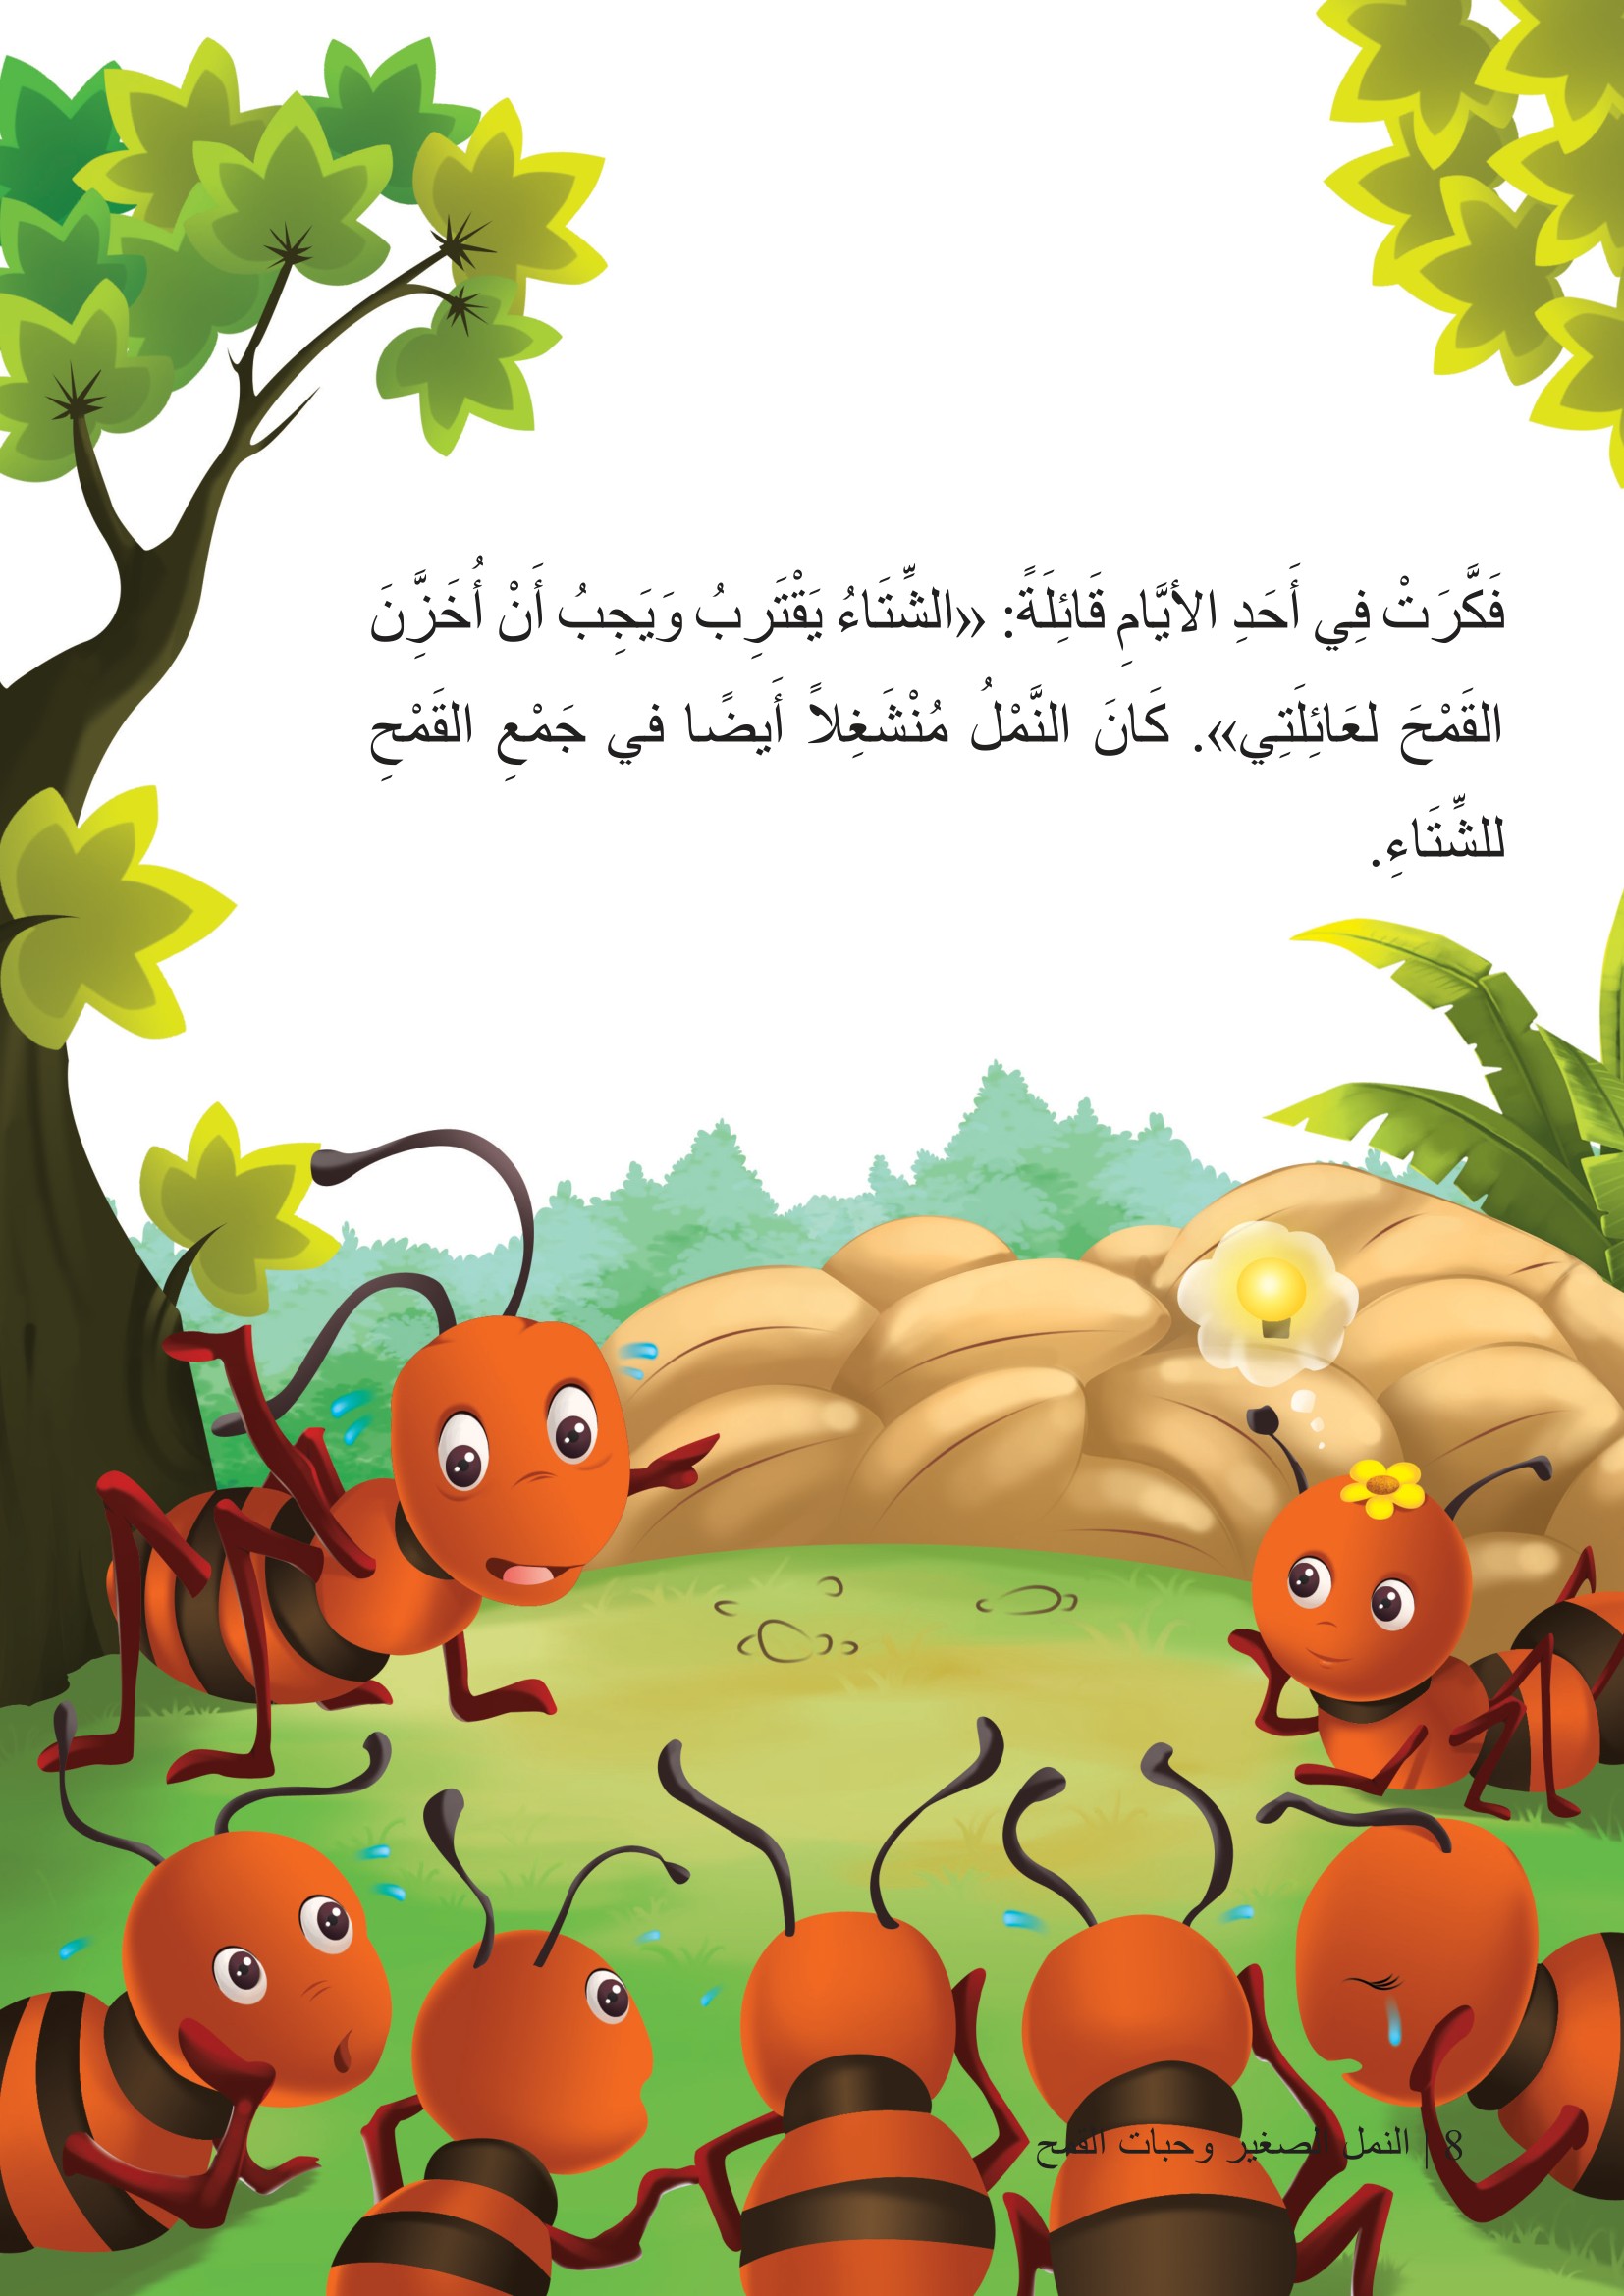 فَكَّرَتْ فِي أَحَدِ الأيَّامِ قَائِلَةً: «الشِّتَاءُ يَقْتَرِبُ وَيَجِبُ أَنْ أُخَزِّنَ
القَمْحَ لعَائِلَتِي». كَانَ النَّمْلُ مُنْشَغِلاً أَيضًا في جَمْعِ القَمْحِ
للشِّتَاءِ.
8 | النمل الصغير وحبات القمح